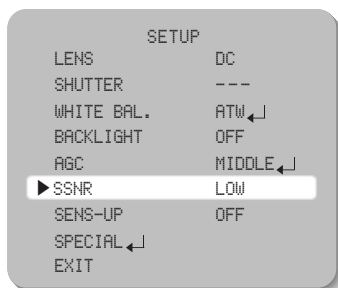 SETUP
LENS DC
SHUTTER ---
WHITE BAL. ATW↵
BACKLIGHT OFF
AGC MIDDLE↵
▶SSNR LOW
SENS-UP OFF
SPECIAL↵
EXIT